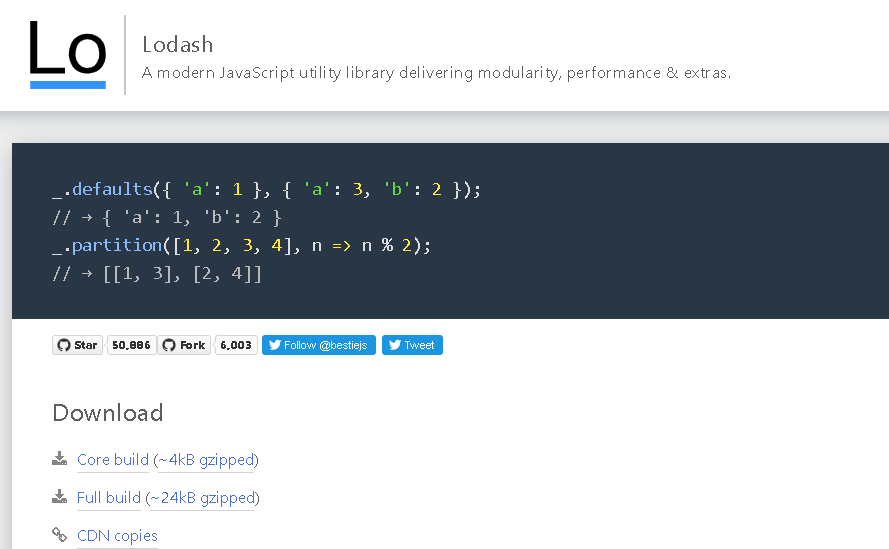 Lo
Lodash
A modern JavaScript utility library delivering modularity, performance & extras.
_.defaults({ 'a': 1 }, { 'a': 3, 'b': 2 });
// → { 'a': 1, 'b': 2 }
_.partition([1, 2, 3, 4], n => n % 2);
// → [[1, 3], [2, 4]]
Star 50,886 Fork 6,003 Follow @bestiejs Tweet
Download
Core build (~4kB gzipped)
Full build (~24kB gzipped)
CDN copies